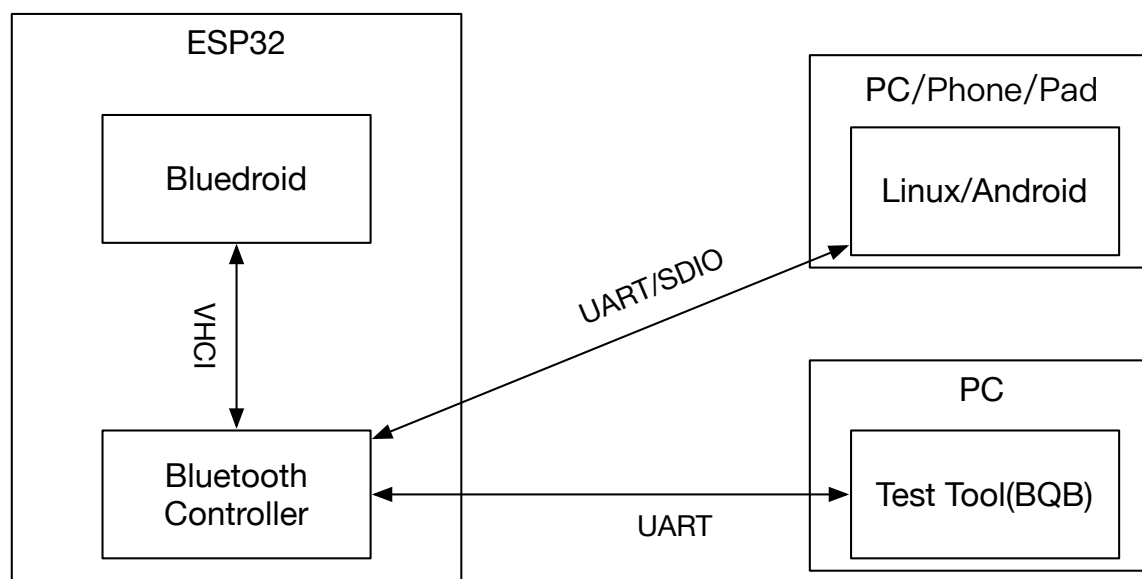 ESP32
Bluedroid
VHCI
Bluetooth
Controller
UART/SDIO
UART
PC/Phone/Pad
Linux/Android
PC
Test Tool(BQB)